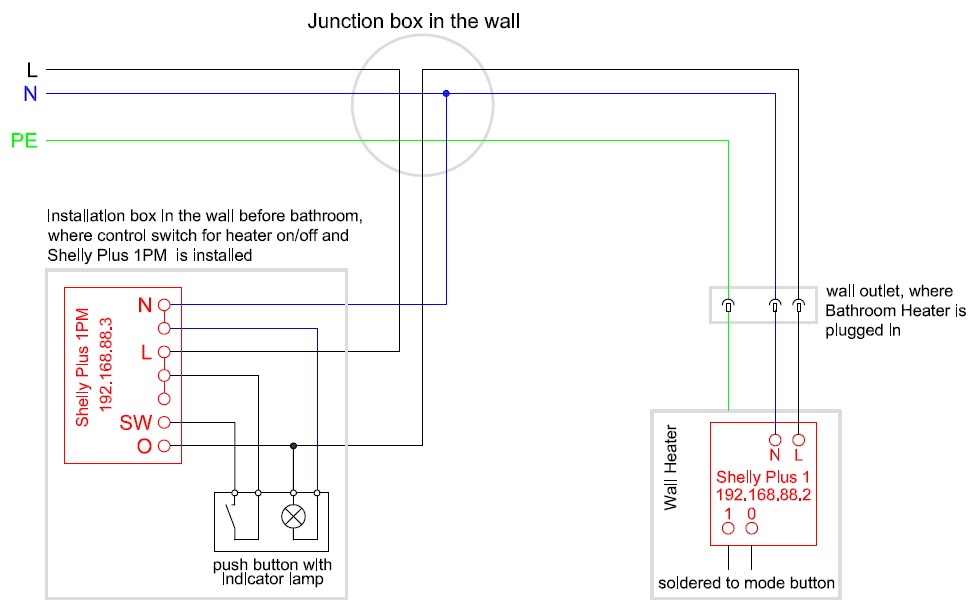 Junction box in the wall
L
N
PE
Installation box in the wall before bathroom,
where control switch for heater on/off and
Shelly Plus 1PM is installed
Shelly Plus 1PM
192.168.88.3
N
L
SW
O
push button with
indicator lamp
wall outlet, where
Bathroom Heater is
plugged in
Wall Heater
N L
Shelly Plus 1
192.168.88.2
1 0
soldered to mode button